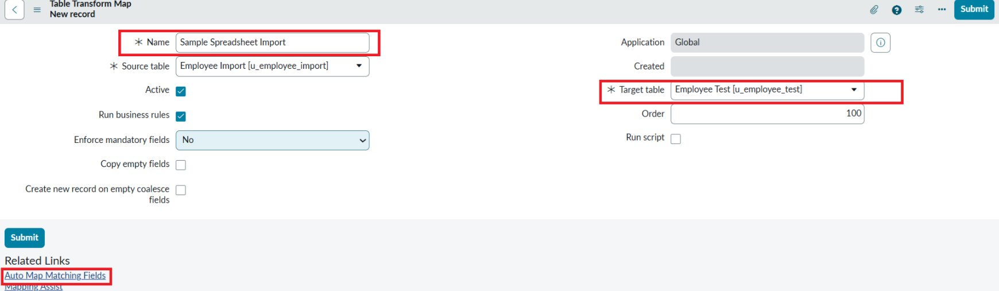 Table Transform Map
New record
Submit
Name
Sample Spreadsheet Import
Application
Global
Source table
Employee Import [u_employee_import]
Created
Active
Target table
Employee Test [u_employee_test]
Run business rules
Order
100
Enforce mandatory fields
No
Run script
Copy empty fields
Create new record on empty coalesce
fields
Submit
Related Links
Auto Map Matching Fields
Mapping Assist